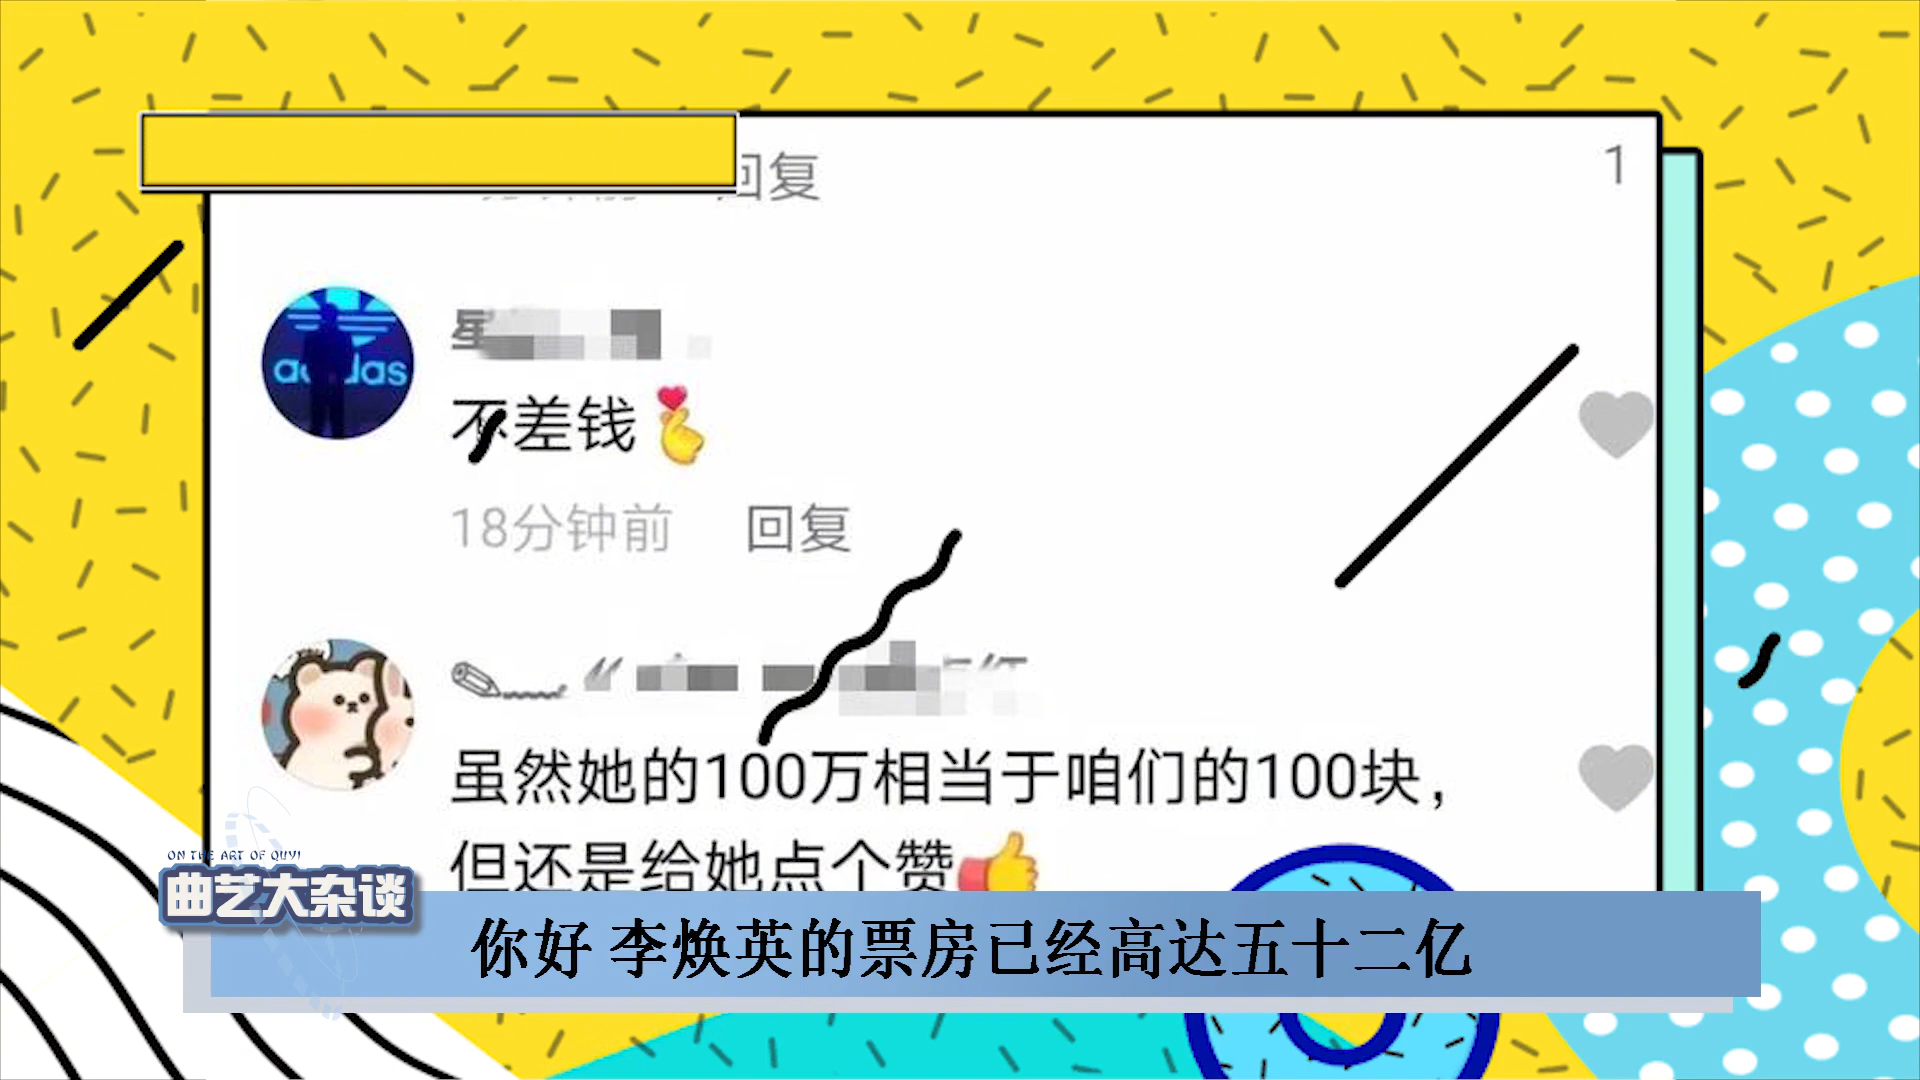 回复
1
adidas
星
不差钱
18分钟前 回复
虽然她的100万相当于咱们的100块，
但还是给她点个赞
ON THE ART OF QUYI
曲艺大杂谈
你好 李焕英的票房已经高达五十二亿